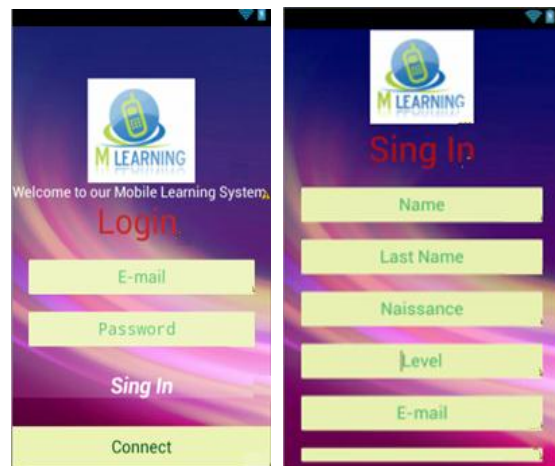 M LEARNING
Welcome to our Mobile Learning System
Login
E-mail
Password
Sing In
Connect
M LEARNING
Sing In
Name
Last Name
Naissance
Level
E-mail